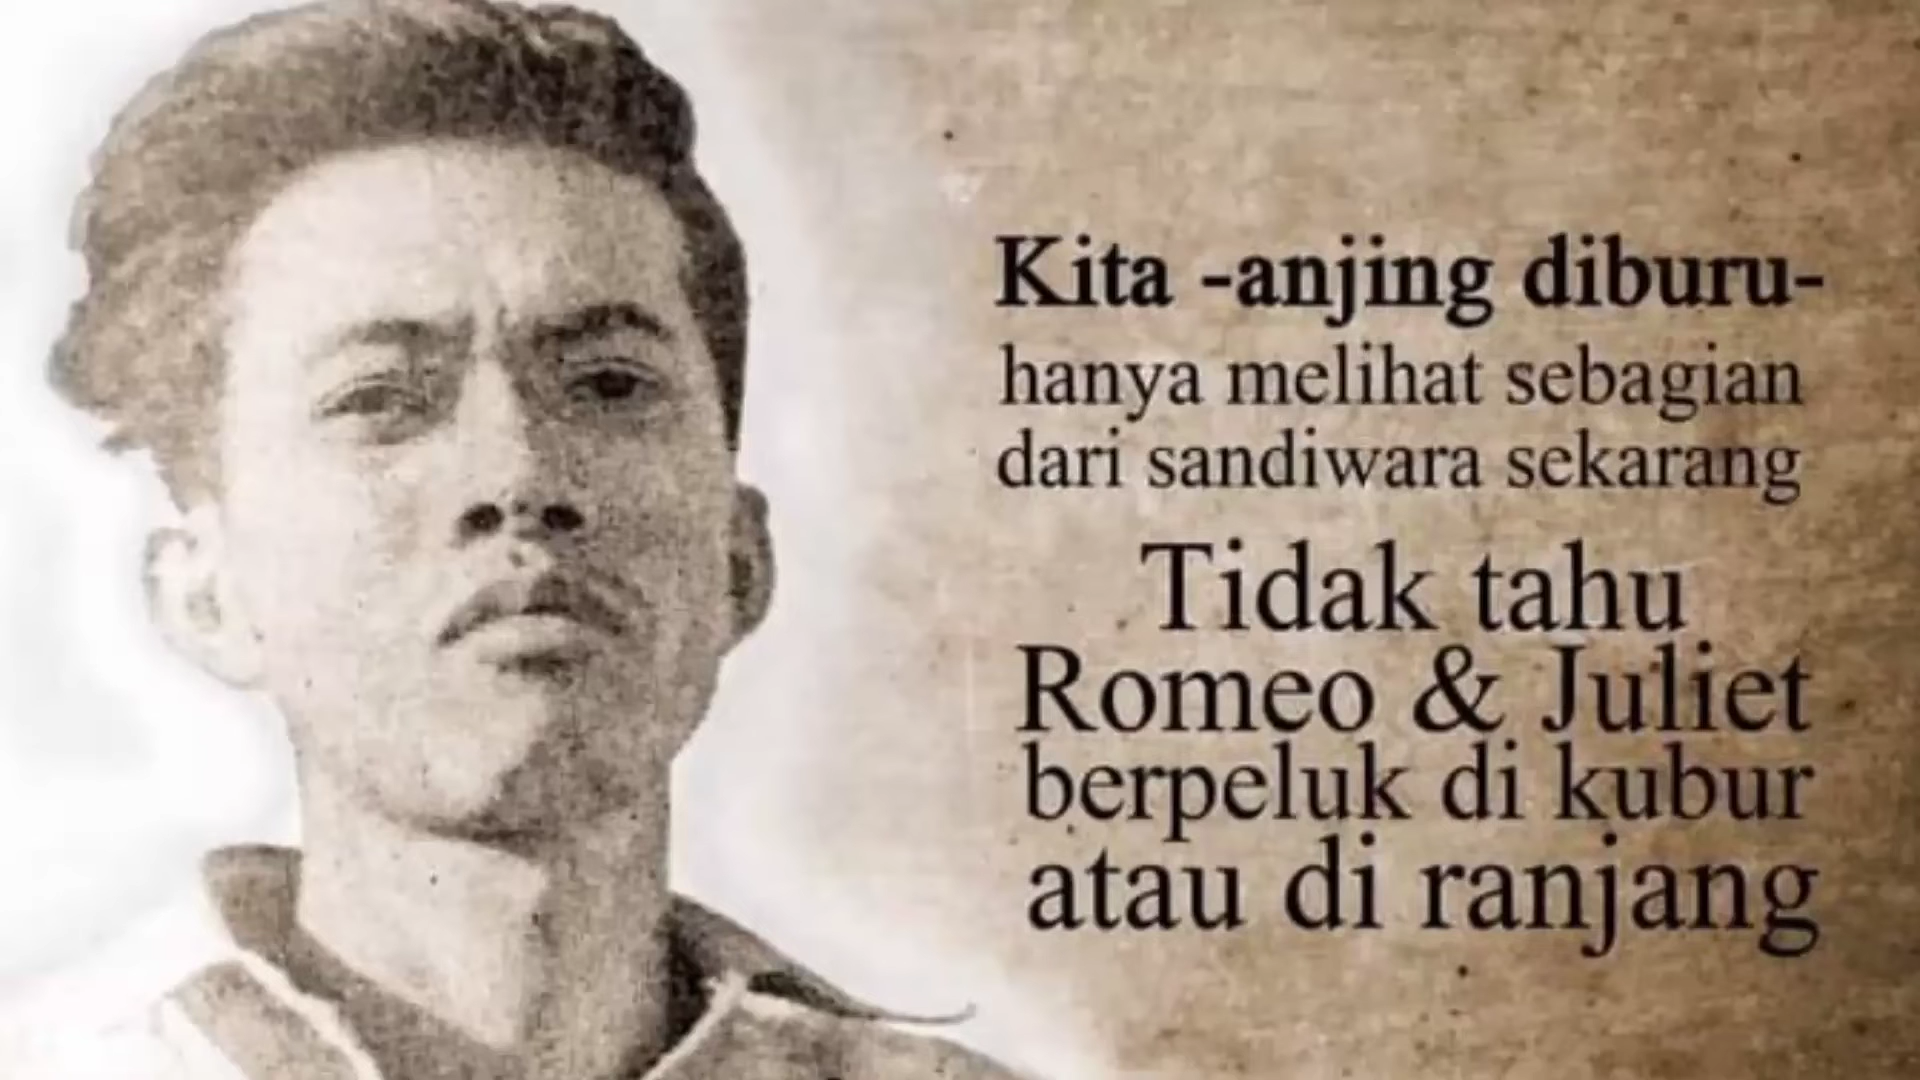 Kita -anjing diburu-
hanya melihat sebagian
dari sandiwara sekarang
Tidak tahu
Romeo & Juliet
berpeluk di kubur
atau di ranjang